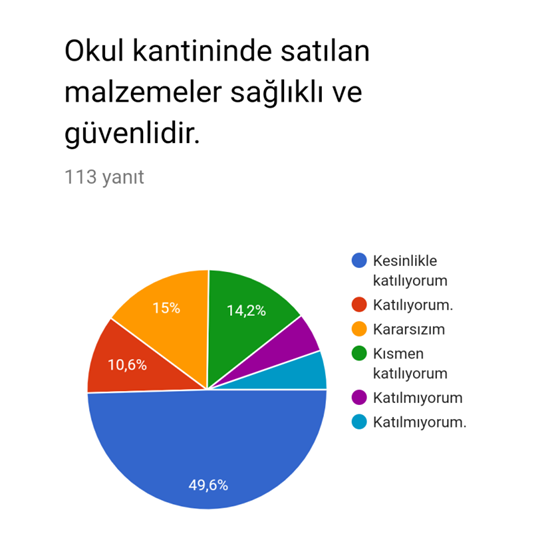 Okul kantininde satılan
malzemeler sağlıklı ve
güvenlidir.
113 yanıt
Kesinlikle
katılıyorum
Katılıyorum.
Kararsızım
Kısmen
katılıyorum
Katılmıyorum
Katılmıyorum.
15%
14,2%
10,6%
49,6%